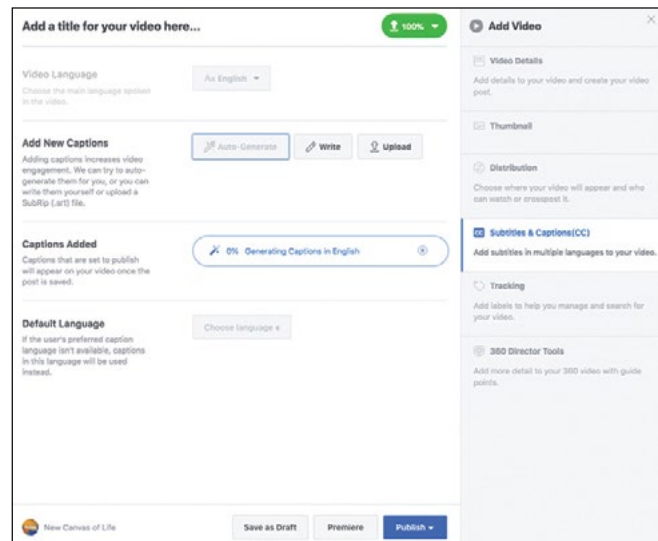 Add a title for your video here...
100%
Video Language
Choose the main language spoken
in the video.
Aa English
Add New Captions
Adding captions increases video
engagement. We can try to auto-
generate them for you, or you can
write them yourself or upload a
SubRip (.srt) file.
Auto-Generate
Write
Upload
Captions Added
Captions that are set to publish
will appear on your video once the
post is saved.
0% Generating Captions in English
Default Language
If the user's preferred caption
language isn't available, captions
in this language will be used
instead.
Choose language
New Canvas of Life
Save as Draft
Premiere
Publish
Add Video
Video Details
Add details to your video and create your video
post.
Thumbnail
Distribution
Choose where your video will appear and who
can watch or crosspost it.
CC Subtitles & Captions(CC)
Add subtitles in multiple languages to your video.
Tracking
Add labels to help you manage and search for
your video.
360 Director Tools
Add more detail to your 360 video with guide
points.